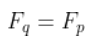 F_q = F_p